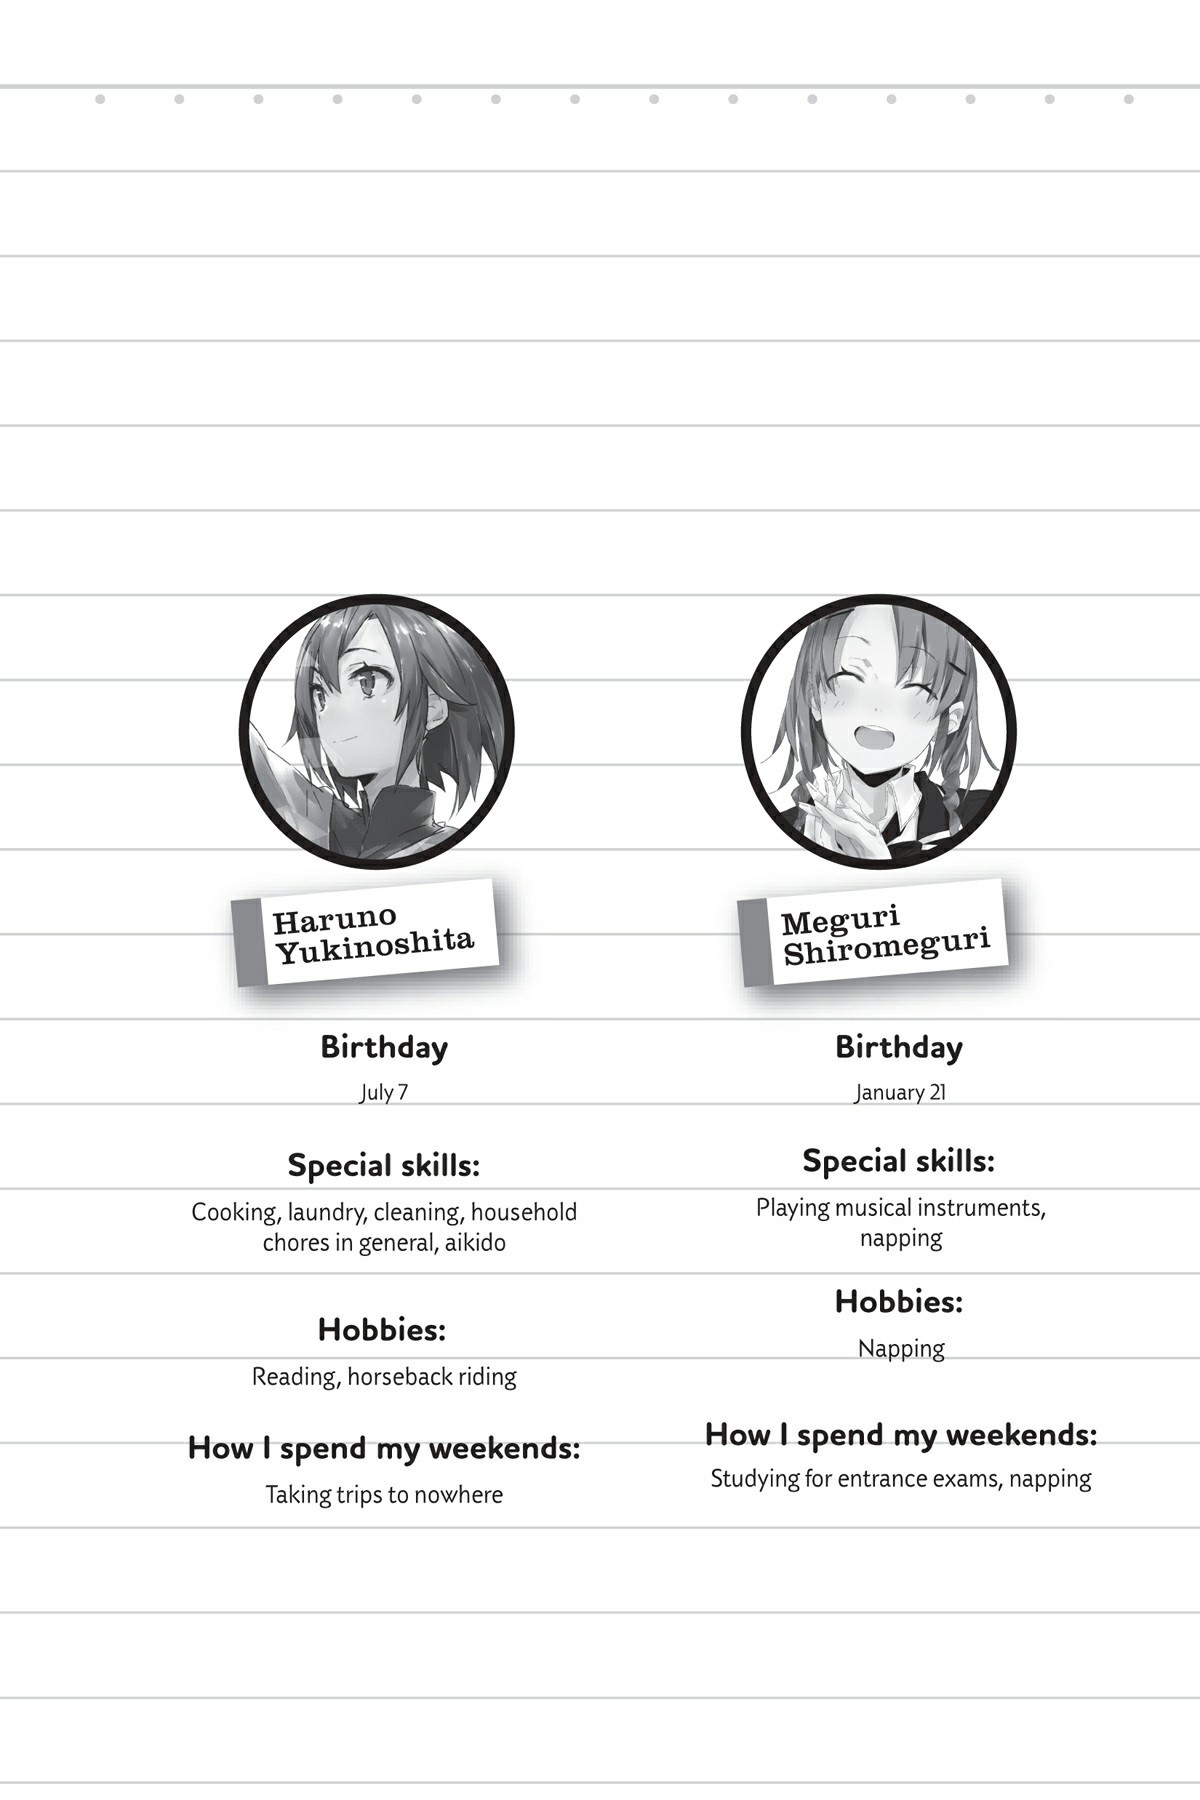 Haruno
Yukinoshita
Birthday
July 7
Special skills:
Cooking, laundry, cleaning, household
chores in general, aikido
Hobbies:
Reading, horseback riding
How I spend my weekends:
Taking trips to nowhere
Meguri
Shiromeguri
Birthday
January 21
Special skills:
Playing musical instruments,
napping
Hobbies:
Napping
How I spend my weekends:
Studying for entrance exams, napping